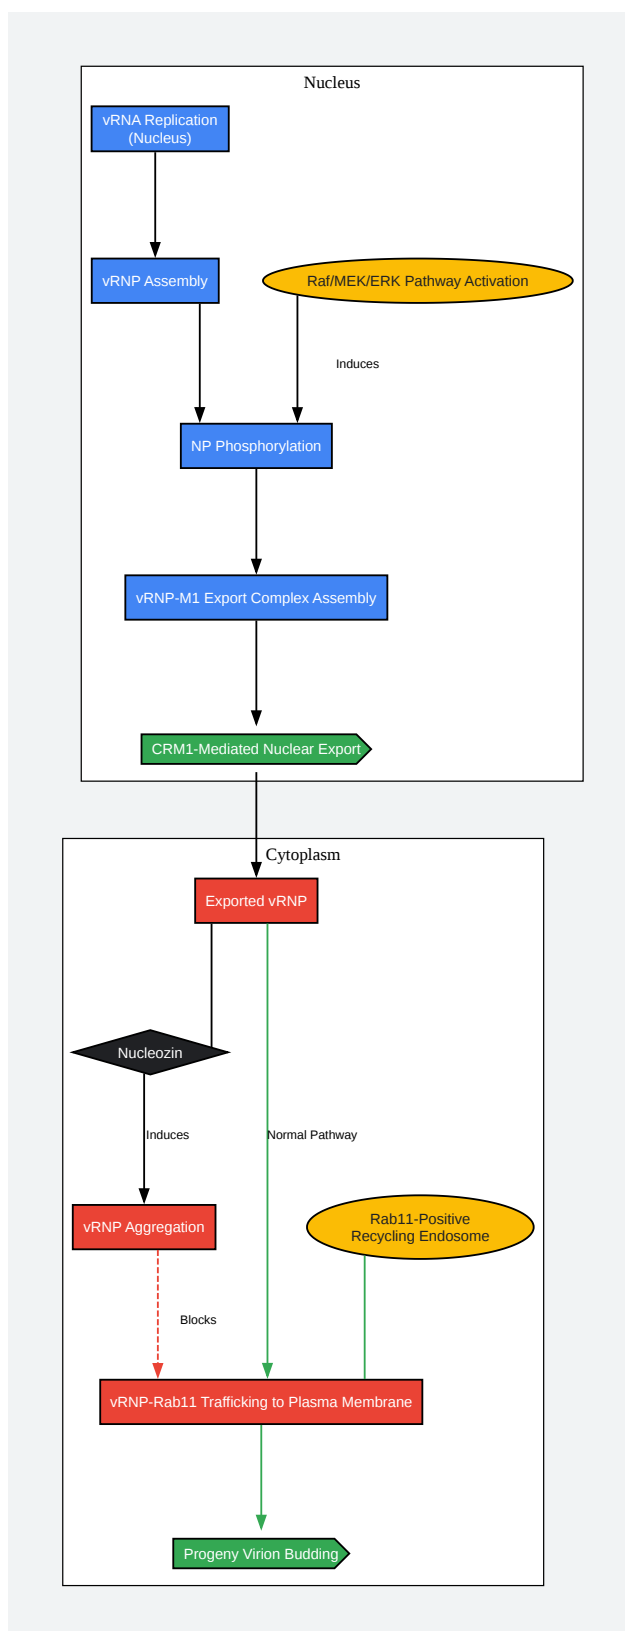 Nucleus
vRNA Replication
(Nucleus)
vRNP Assembly
Raf/MEK/ERK Pathway Activation
Induces
NP Phosphorylation
vRNP-M1 Export Complex Assembly
CRM1-Mediated Nuclear Export
Cytoplasm
Exported vRNP
Nucleozin
Induces
Normal Pathway
Rab11-Positive
Recycling Endosome
vRNP Aggregation
Blocks
vRNP-Rab11 Trafficking to Plasma Membrane
Progeny Virion Budding